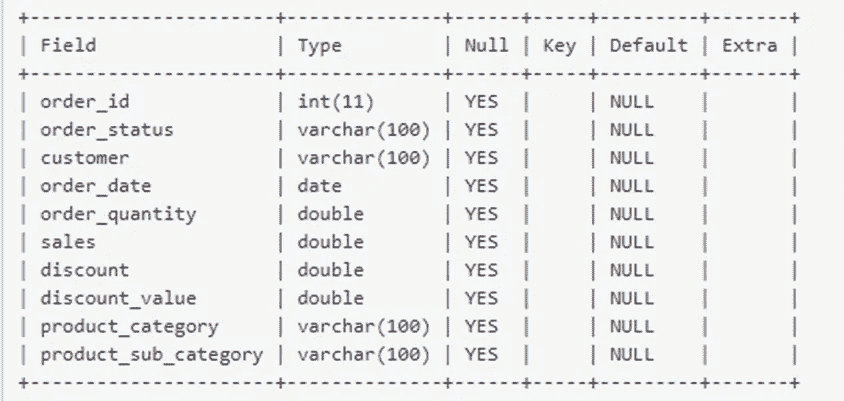 +----------------------+--------------+------+-----+---------+-------+
| Field                | Type         | Null | Key | Default | Extra |
+----------------------+--------------+------+-----+---------+-------+
| order_id             | int(11)      | YES  |     | NULL    |       |
| order_status         | varchar(100) | YES  |     | NULL    |       |
| customer             | varchar(100) | YES  |     | NULL    |       |
| order_date           | date         | YES  |     | NULL    |       |
| order_quantity       | double       | YES  |     | NULL    |       |
| sales                | double       | YES  |     | NULL    |       |
| discount             | double       | YES  |     | NULL    |       |
| discount_value       | double       | YES  |     | NULL    |       |
| product_category     | varchar(100) | YES  |     | NULL    |       |
| product_sub_category | varchar(100) | YES  |     | NULL    |       |
+----------------------+--------------+------+-----+---------+-------+